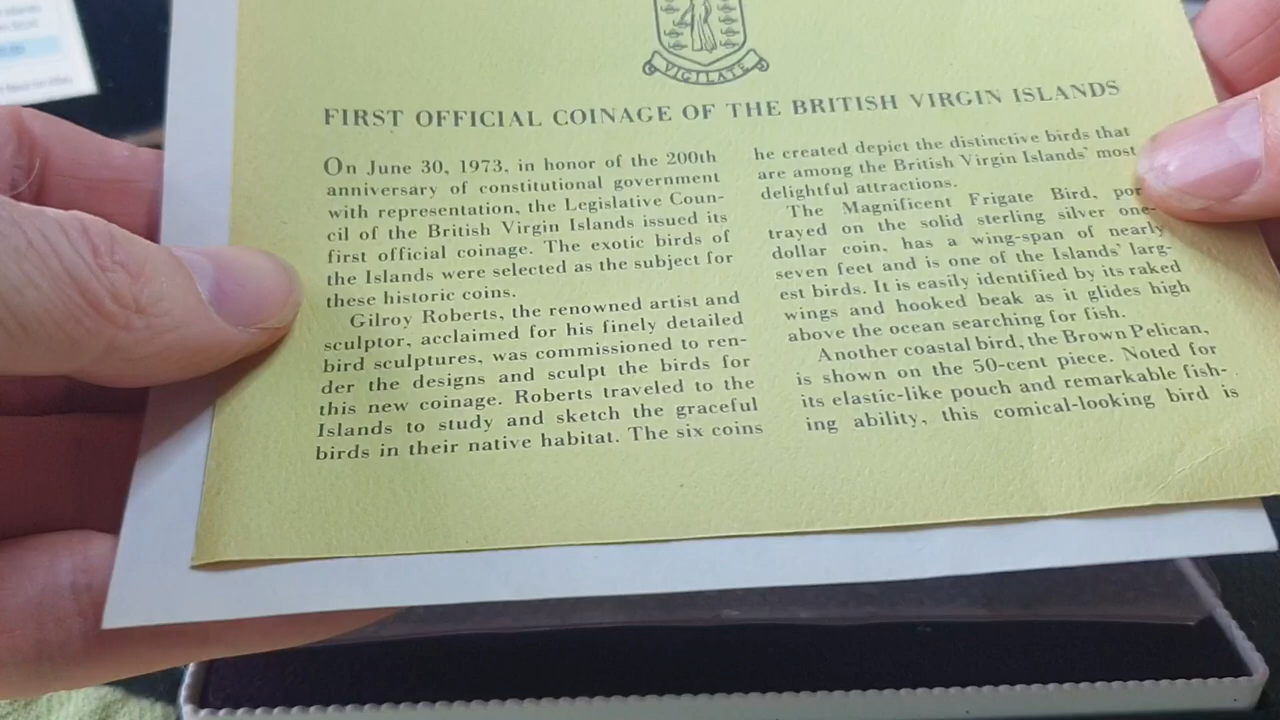 VIGILATE
FIRST OFFICIAL COINAGE OF THE BRITISH VIRGIN ISLANDS
On June 30, 1973, in honor of the 200th
anniversary of constitutional government
with representation, the Legislative Coun-
cil of the British Virgin Islands issued its
first official coinage. The exotic birds of
the Islands were selected as the subject for
these historic coins.
Gilroy Roberts, the renowned artist and
sculptor, acclaimed for his finely detailed
bird sculptures, was commissioned to ren-
der the designs and sculpt the birds for
this new coinage. Roberts traveled to the
Islands to study and sketch the graceful
birds in their native habitat. The six coins
he created depict the distinctive birds that
are among the British Virgin Islands' most
delightful attractions.
The Magnificent Frigate Bird, por
trayed on the solid sterling silver one-
dollar coin, has a wing-span of nearly
seven feet and is one of the Islands' larg-
est birds. It is easily identified by its raked
wings and hooked beak as it glides high
above the ocean searching for fish.
Another coastal bird, the Brown Pelican,
is shown on the 50-cent piece. Noted for
its elastic-like pouch and remarkable fish-
ing ability, this comical-looking bird is